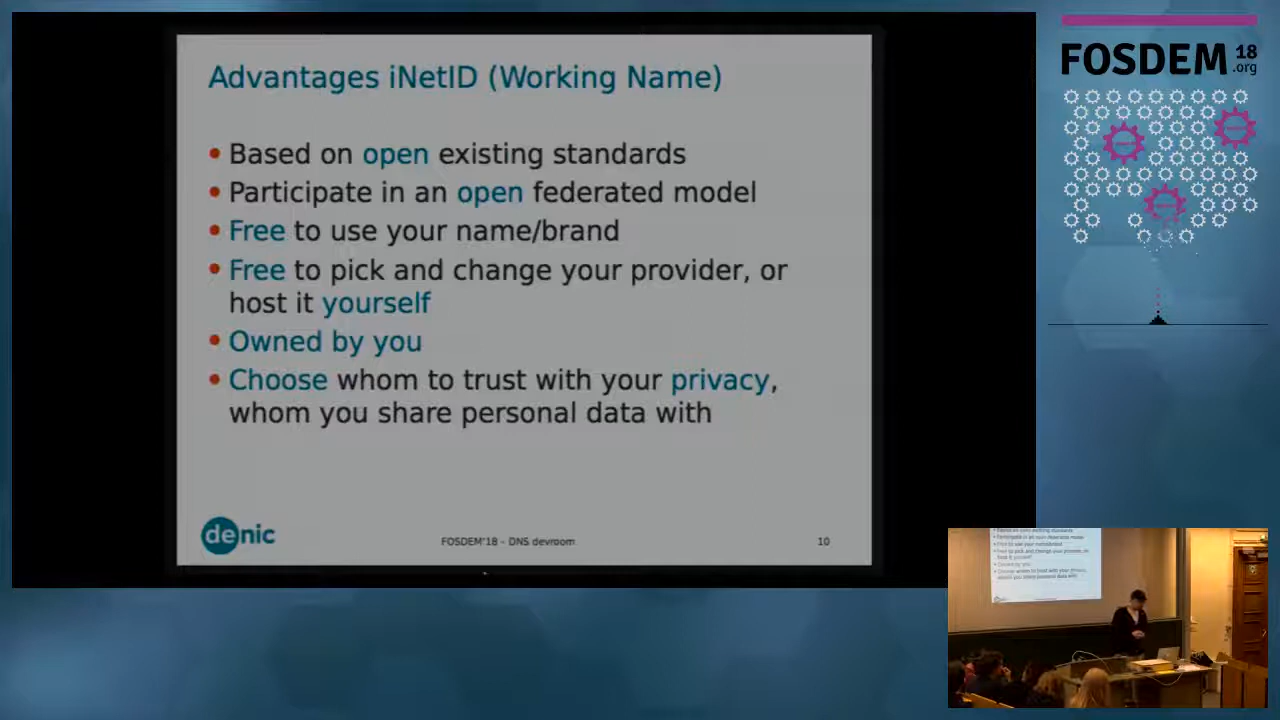 Advantages iNetID (Working Name)
• Based on open existing standards
• Participate in an open federated model
• Free to use your name/brand
• Free to pick and change your provider, or
host it yourself
• Owned by you
• Choose whom to trust with your privacy,
whom you share personal data with
denic
FOSDEM'18 - DNS devroom
10
FOSDEM 18
.org